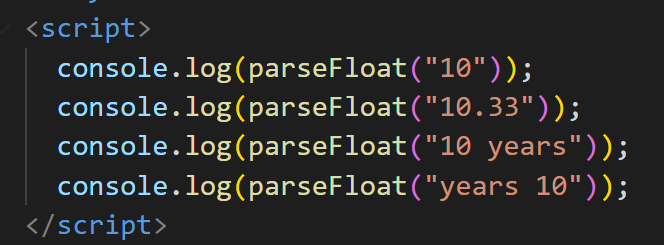 <script>
console.log(parseFloat("10"));
console.log(parseFloat("10.33"));
console.log(parseFloat("10 years"));
console.log(parseFloat("years 10"));
</script>